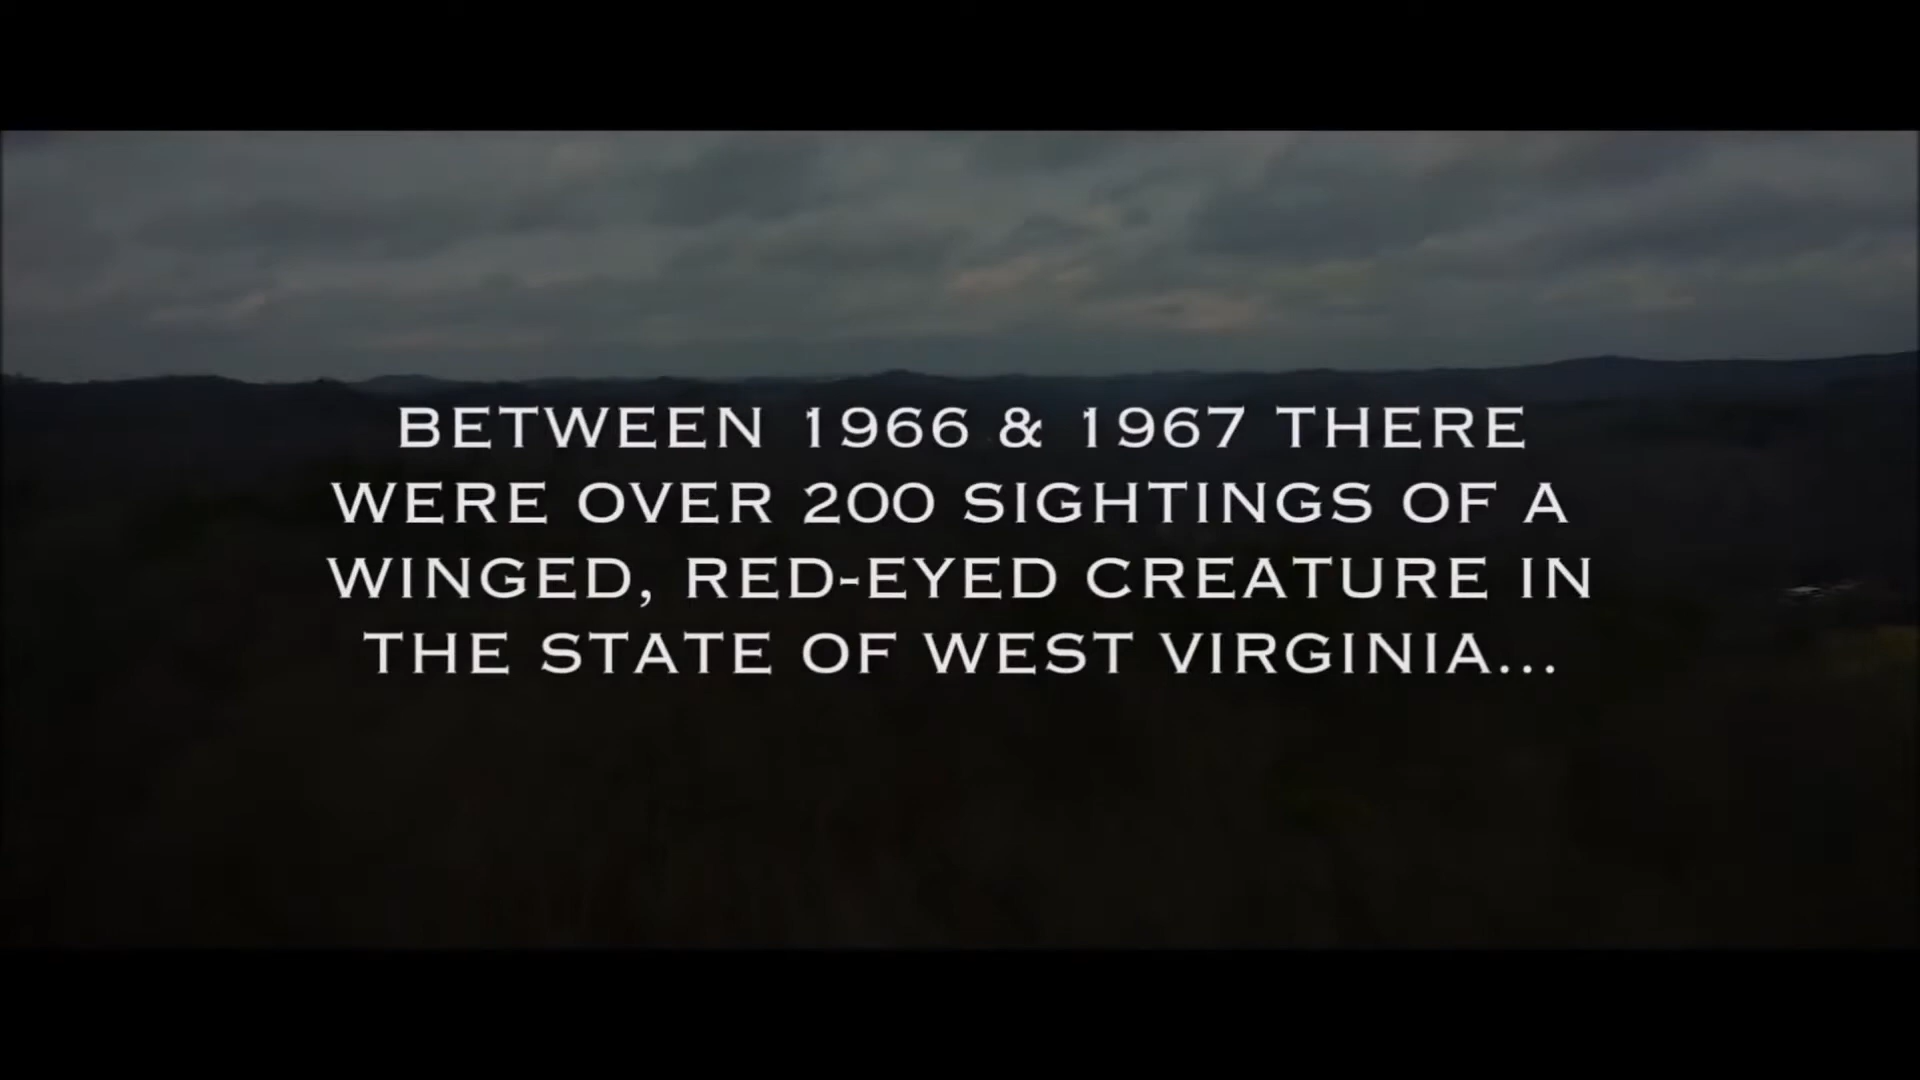 BETWEEN 1966 & 1967 THERE
WERE OVER 200 SIGHTINGS OF A
WINGED, RED-EYED CREATURE IN
THE STATE OF WEST VIRGINIA...